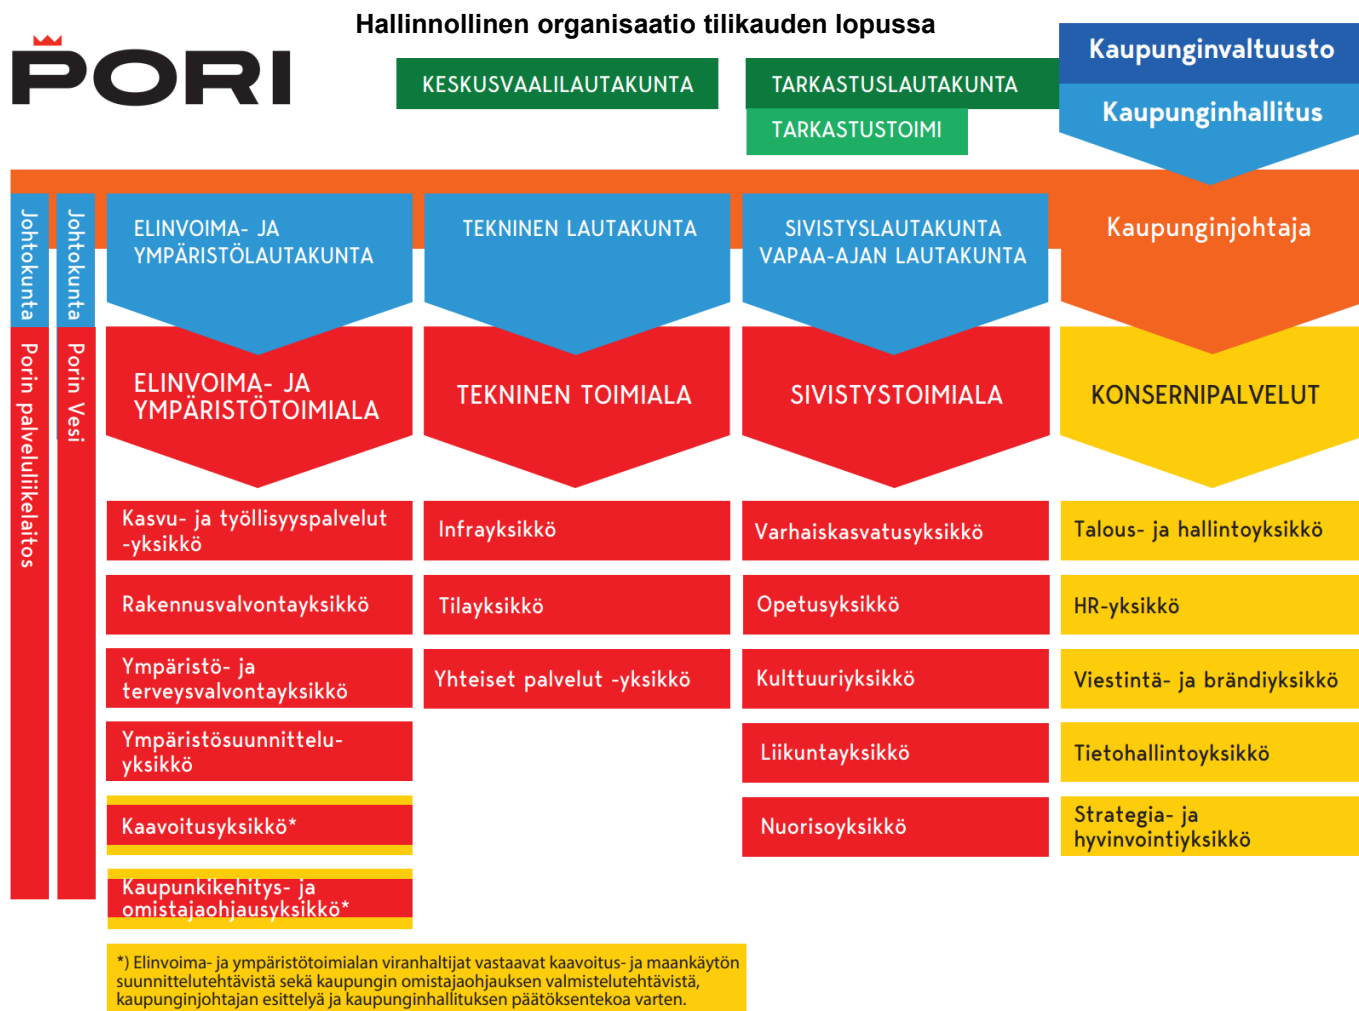 Hallinnollinen organisaatio tilikauden lopussa
PORI
KESKUSVAALILAUTAKUNTA
TARKASTUSLAUTAKUNTA
TARKASTUSTOIMI
Kaupunginvaltuusto
Kaupunginhallitus
Kaupunginjohtaja
Johtokunta
Porin palveluliikelaitos
Johtokunta
Porin Vesi
ELINVOIMA- JA
YMPÄRISTÖLAUTAKUNTA
ELINVOIMA- JA
YMPÄRISTÖTOIMIALA
Kasvu- ja työllisyyspalvelut
-yksikkö
Rakennusvalvontayksikkö
Ympäristö- ja
terveysvalvontayksikkö
Ympäristösuunnittelu-
yksikkö
Kaavoitusyksikkö*
Kaupunkikehitys- ja
omistajaohjausyksikkö*
TEKNINEN LAUTAKUNTA
TEKNINEN TOIMIALA
Infrayksikkö
Tilayksikkö
Yhteiset palvelut -yksikkö
SIVISTYSLAUTAKUNTA
VAPAA-AJAN LAUTAKUNTA
SIVISTYSTOIMIALA
Varhaiskasvatusyksikkö
Opetusyksikkö
Kulttuuriyksikkö
Liikuntayksikkö
Nuorisoyksikkö
KONSERNIPALVELUT
Talous- ja hallintoyksikkö
HR-yksikkö
Viestintä- ja brändiyksikkö
Tietohallintoyksikkö
Strategia- ja
hyvinvointiyksikkö
*) Elinvoima- ja ympäristötoimialan viranhaltijat vastaavat kaavoitus- ja maankäytön
suunnittelutehtävistä sekä kaupungin omistajaohjauksen valmistelutehtävistä,
kaupunginjohtajan esittelyä ja kaupunginhallituksen päätöksentekoa varten.